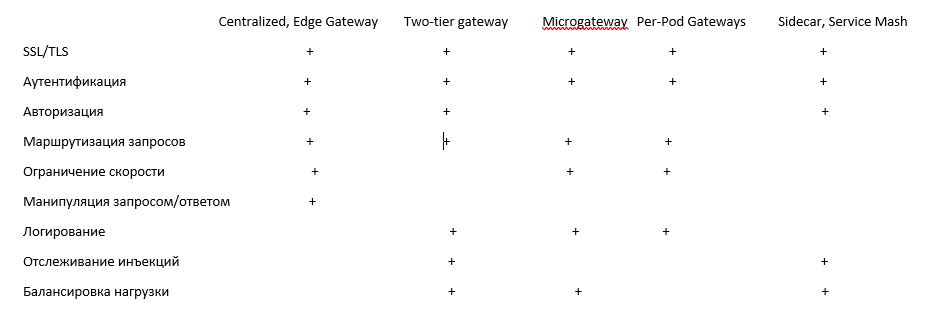 Centralized, Edge Gateway Two-tier gateway Microgateway Per-Pod Gateways Sidecar, Service Mash
SSL/TLS + + + + +
Аутентификация + + + + +
Авторизация + + +
Маршрутизация запросов + + + +
Ограничение скорости + + +
Манипуляция запросом/ответом +
Логирование + + +
Отслеживание инъекций + +
Балансировка нагрузки + + +